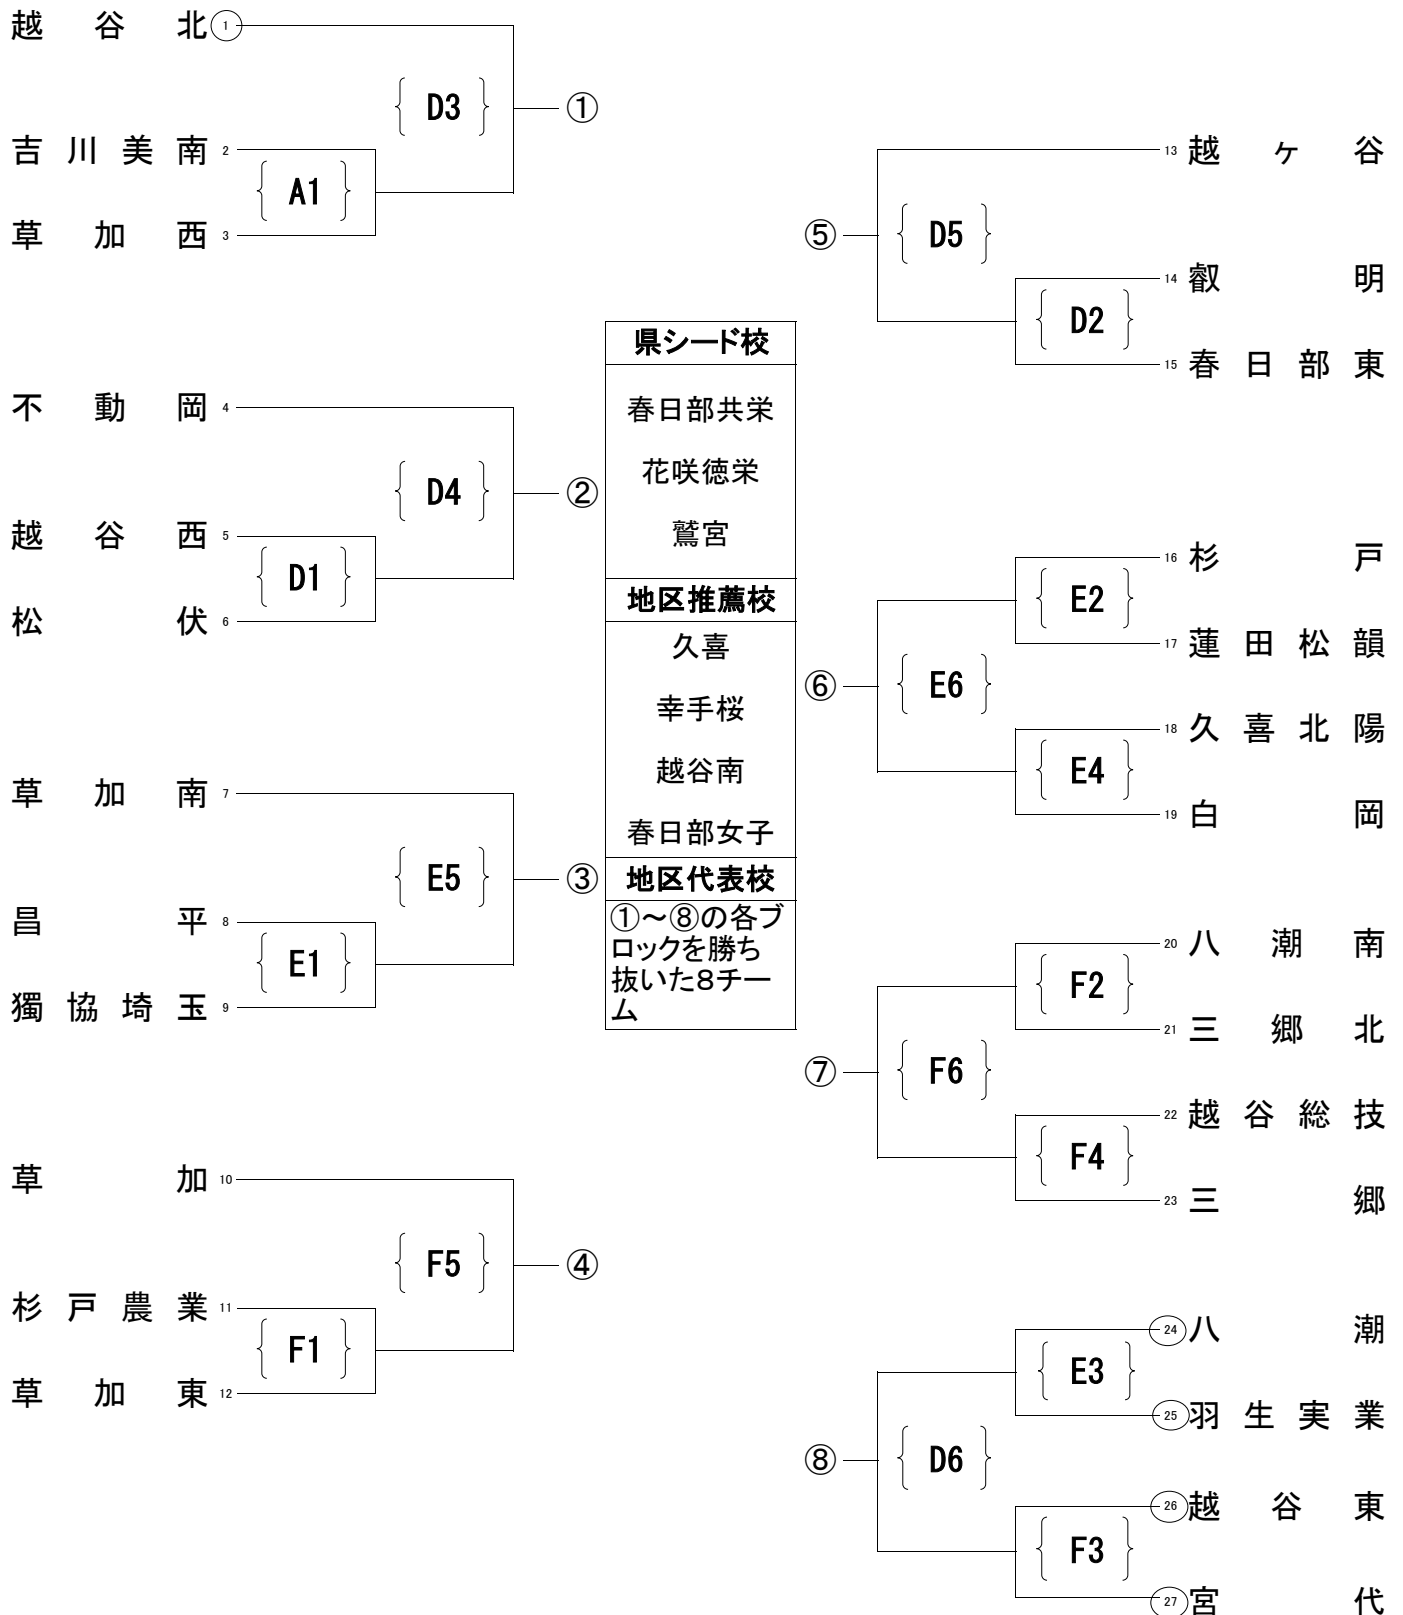 越谷北 1
D3
①
吉川美南 2
A1
草加西 3
不動岡 4
D4
②
越谷西 5
D1
松伏 6
草加南 7
E5
③
昌平 8
E1
獨協埼玉 9
草加 10
F5
④
杉戸農業 11
F1
草加東 12
県シード校
春日部共栄
花咲徳栄
鷲宮
地区推薦校
久喜
幸手桜
越谷南
春日部女子
地区代表校
①～⑧の各ブ
ロックを勝ち
抜いた8チー
ム
13 越ヶ谷
⑤
D5
14 叡明
D2
15 春日部東
16 杉戸
E2
17 蓮田松韻
⑥
E6
18 久喜北陽
E4
19 白岡
20 八潮南
F2
21 三郷北
⑦
F6
22 越谷総技
F4
23 三郷
24 八潮
E3
25 羽生実業
⑧
D6
26 越谷東
F3
27 宮代